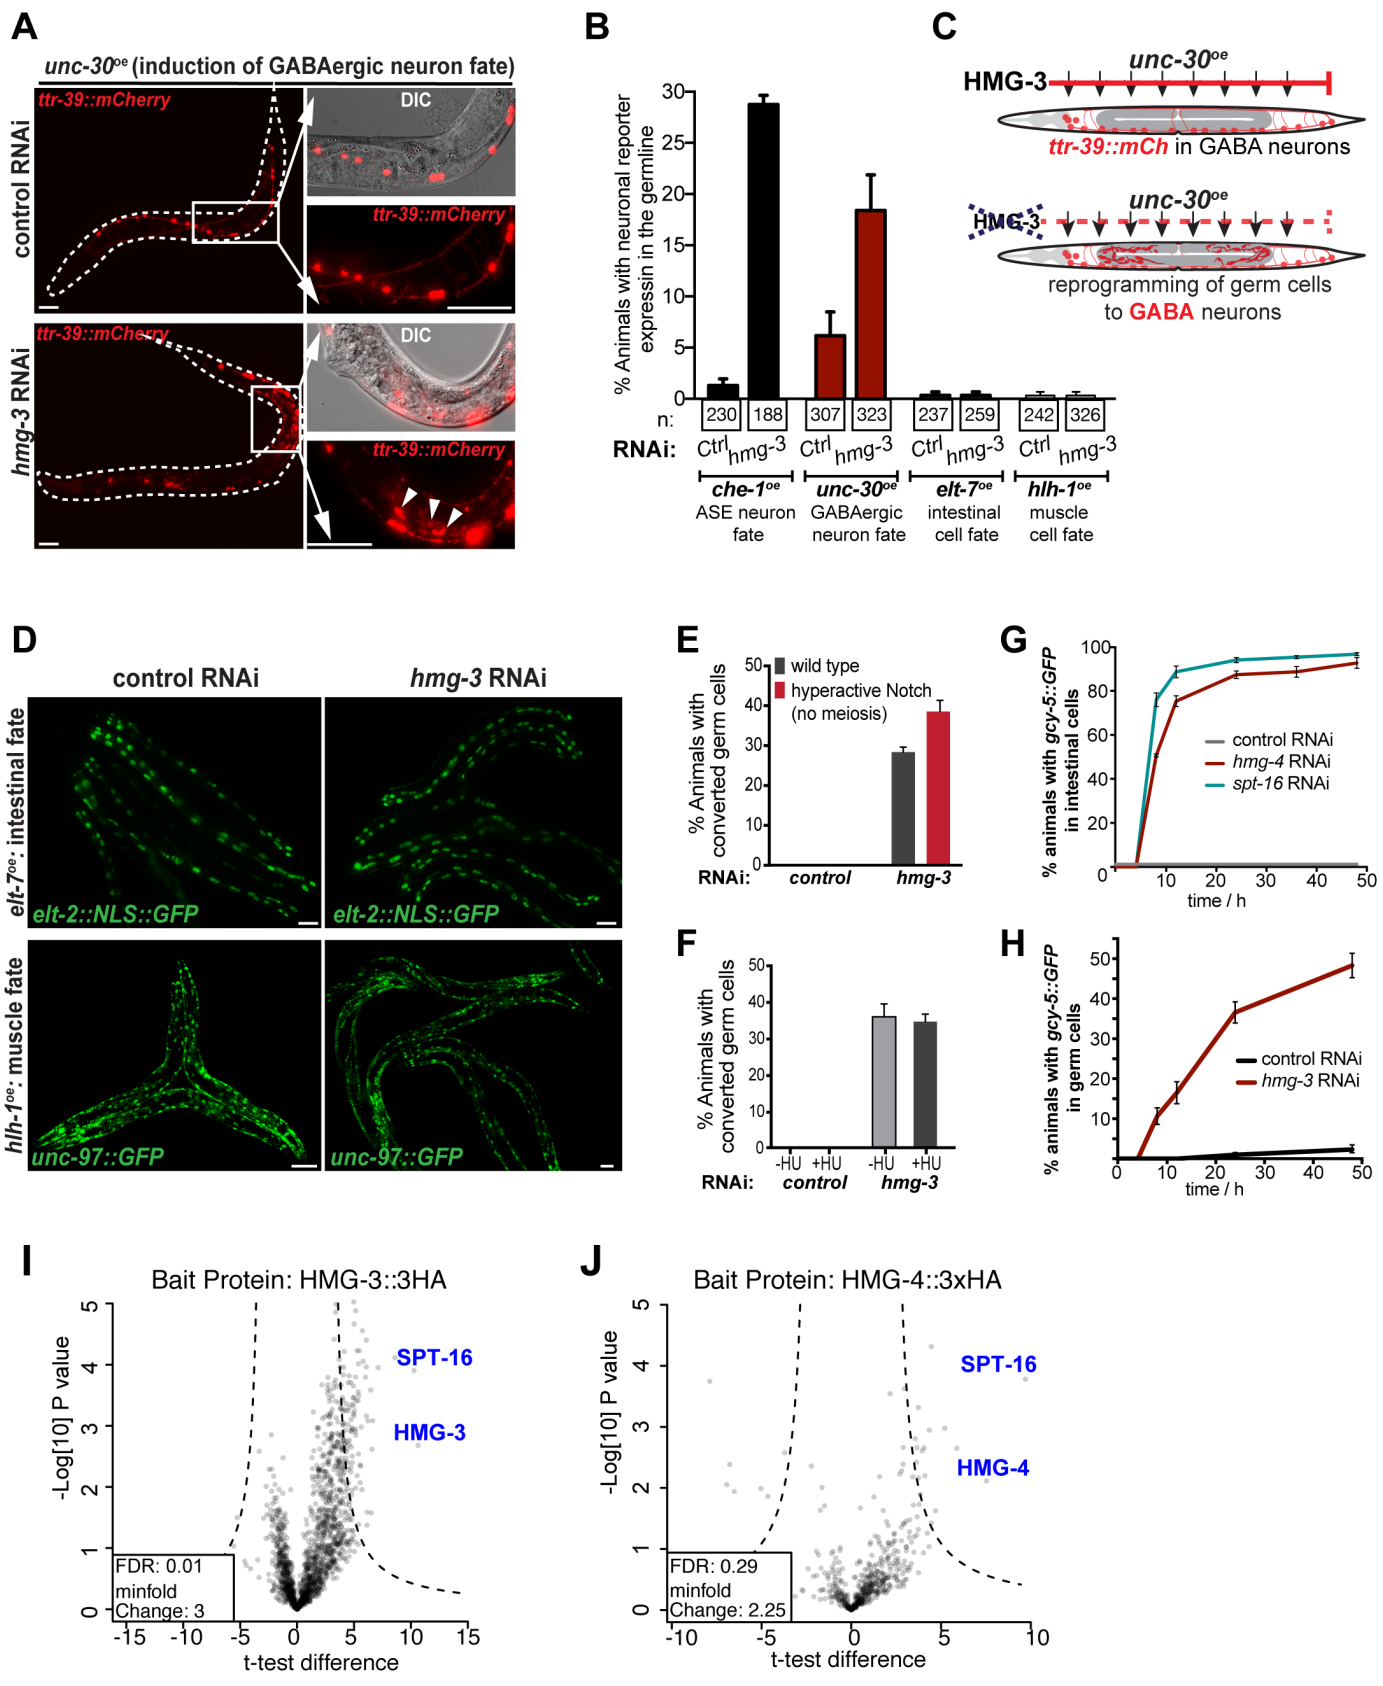 A
unc-30oe (induction of GABAergic neuron fate)
control RNAi
ttr-39::mCherry
DIC
ttr-39::mCherry
hmg-3 RNAi
ttr-39::mCherry
DIC
ttr-39::mCherry
B
% Animals with neuronal reporter
expressin in the germline
30
25
20
15
10
5
0
n:
230
188
307
323
237
259
242
326
RNAi:
Ctrl
hmg-3
Ctrl
hmg-3
Ctrl
hmg-3
Ctrl
hmg-3
che-1oe
ASE neuron
fate
unc-30oe
GABAergic
neuron fate
elt-7oe
intestinal
cell fate
hlh-1oe
muscle
cell fate
C
unc-30oe
HMG-3
ttr-39::mCh in GABA neurons
unc-30oe
HMG-3
reprogramming of germ cells
to GABA neurons
D
control RNAi
hmg-3 RNAi
elt-7oe: intestinal fate
elt-2::NLS::GFP
elt-2::NLS::GFP
hlh-1oe: muscle fate
unc-97::GFP
unc-97::GFP
E
% Animals with
converted germ cells
50
40
30
20
10
0
wild type
hyperactive Notch
(no meiosis)
RNAi:
control
hmg-3
F
% Animals with
converted germ cells
50
40
30
20
10
0
-HU
+HU
-HU
+HU
RNAi:
control
hmg-3
G
% animals with gcy-5::GFP
in intestinal cells
100
80
60
40
20
0
control RNAi
hmg-4 RNAi
spt-16 RNAi
10
20
30
40
50
time / h
H
% animals with gcy-5::GFP
in germ cells
50
40
30
20
10
control RNAi
hmg-3 RNAi
0
10
20
30
40
50
time / h
I
Bait Protein: HMG-3::3HA
-Log[10] P value
5
4
3
2
1
0
SPT-16
HMG-3
FDR: 0.01
minfold
Change: 3
-15
-10
-5
0
5
10
15
t-test difference
J
Bait Protein: HMG-4::3xHA
-Log[10] P value
5
4
3
2
1
0
SPT-16
HMG-4
FDR: 0.29
minfold
Change: 2.25
-10
-5
0
5
10
t-test difference